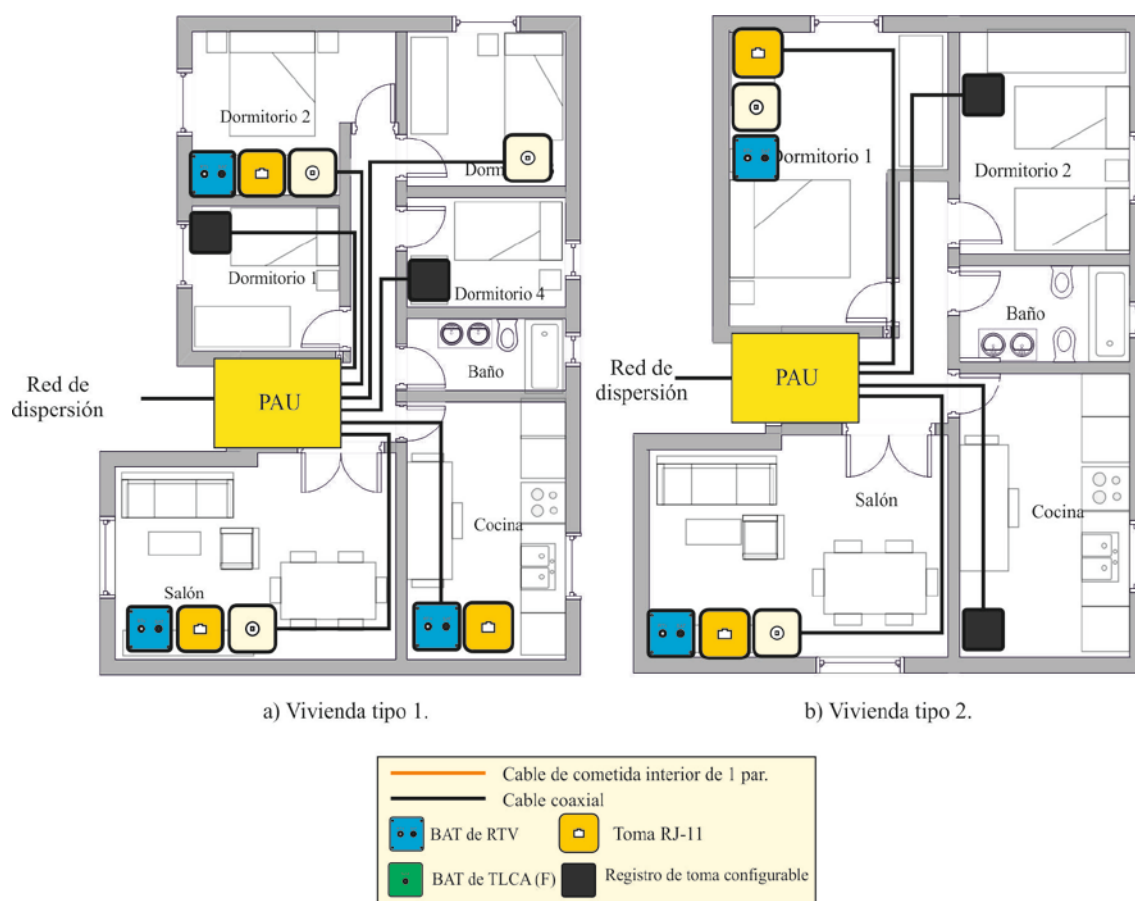 Dormitorio 2
Dorm
Dormitorio 1
Dormitorio 4
Baño
Red de
dispersión
PAU
Cocina
Salón
a) Vivienda tipo 1.
Dormitorio 1
Dormitorio 2
Baño
Red de
dispersión
PAU
Salón
Cocina
b) Vivienda tipo 2.
Cable de cometida interior de 1 par.
Cable coaxial
BAT de RTV
Toma RJ-11
BAT de TLCA (F)
Registro de toma configurable